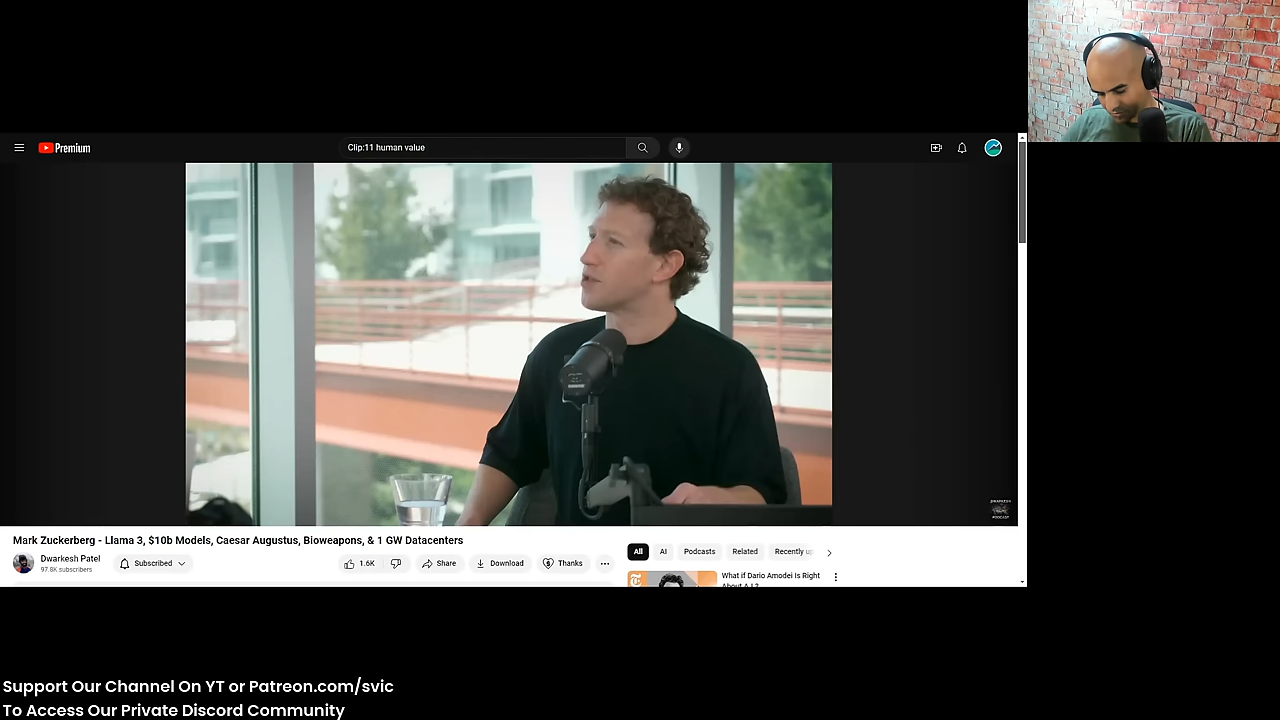 Premium
Clip:11 human value
Mark Zuckerberg - Llama 3, $10b Models, Caesar Augustus, Bioweapons, & 1 GW Datacenters
Dwarkesh Patel
97.8K subscribers
Subscribed
1.6K
Share
Download
Thanks
All
AI
Podcasts
Related
Recently
What if Dario Amodei Is Right
About A.I.?
Support Our Channel On YT or Patreon.com/svic
To Access Our Private Discord Community